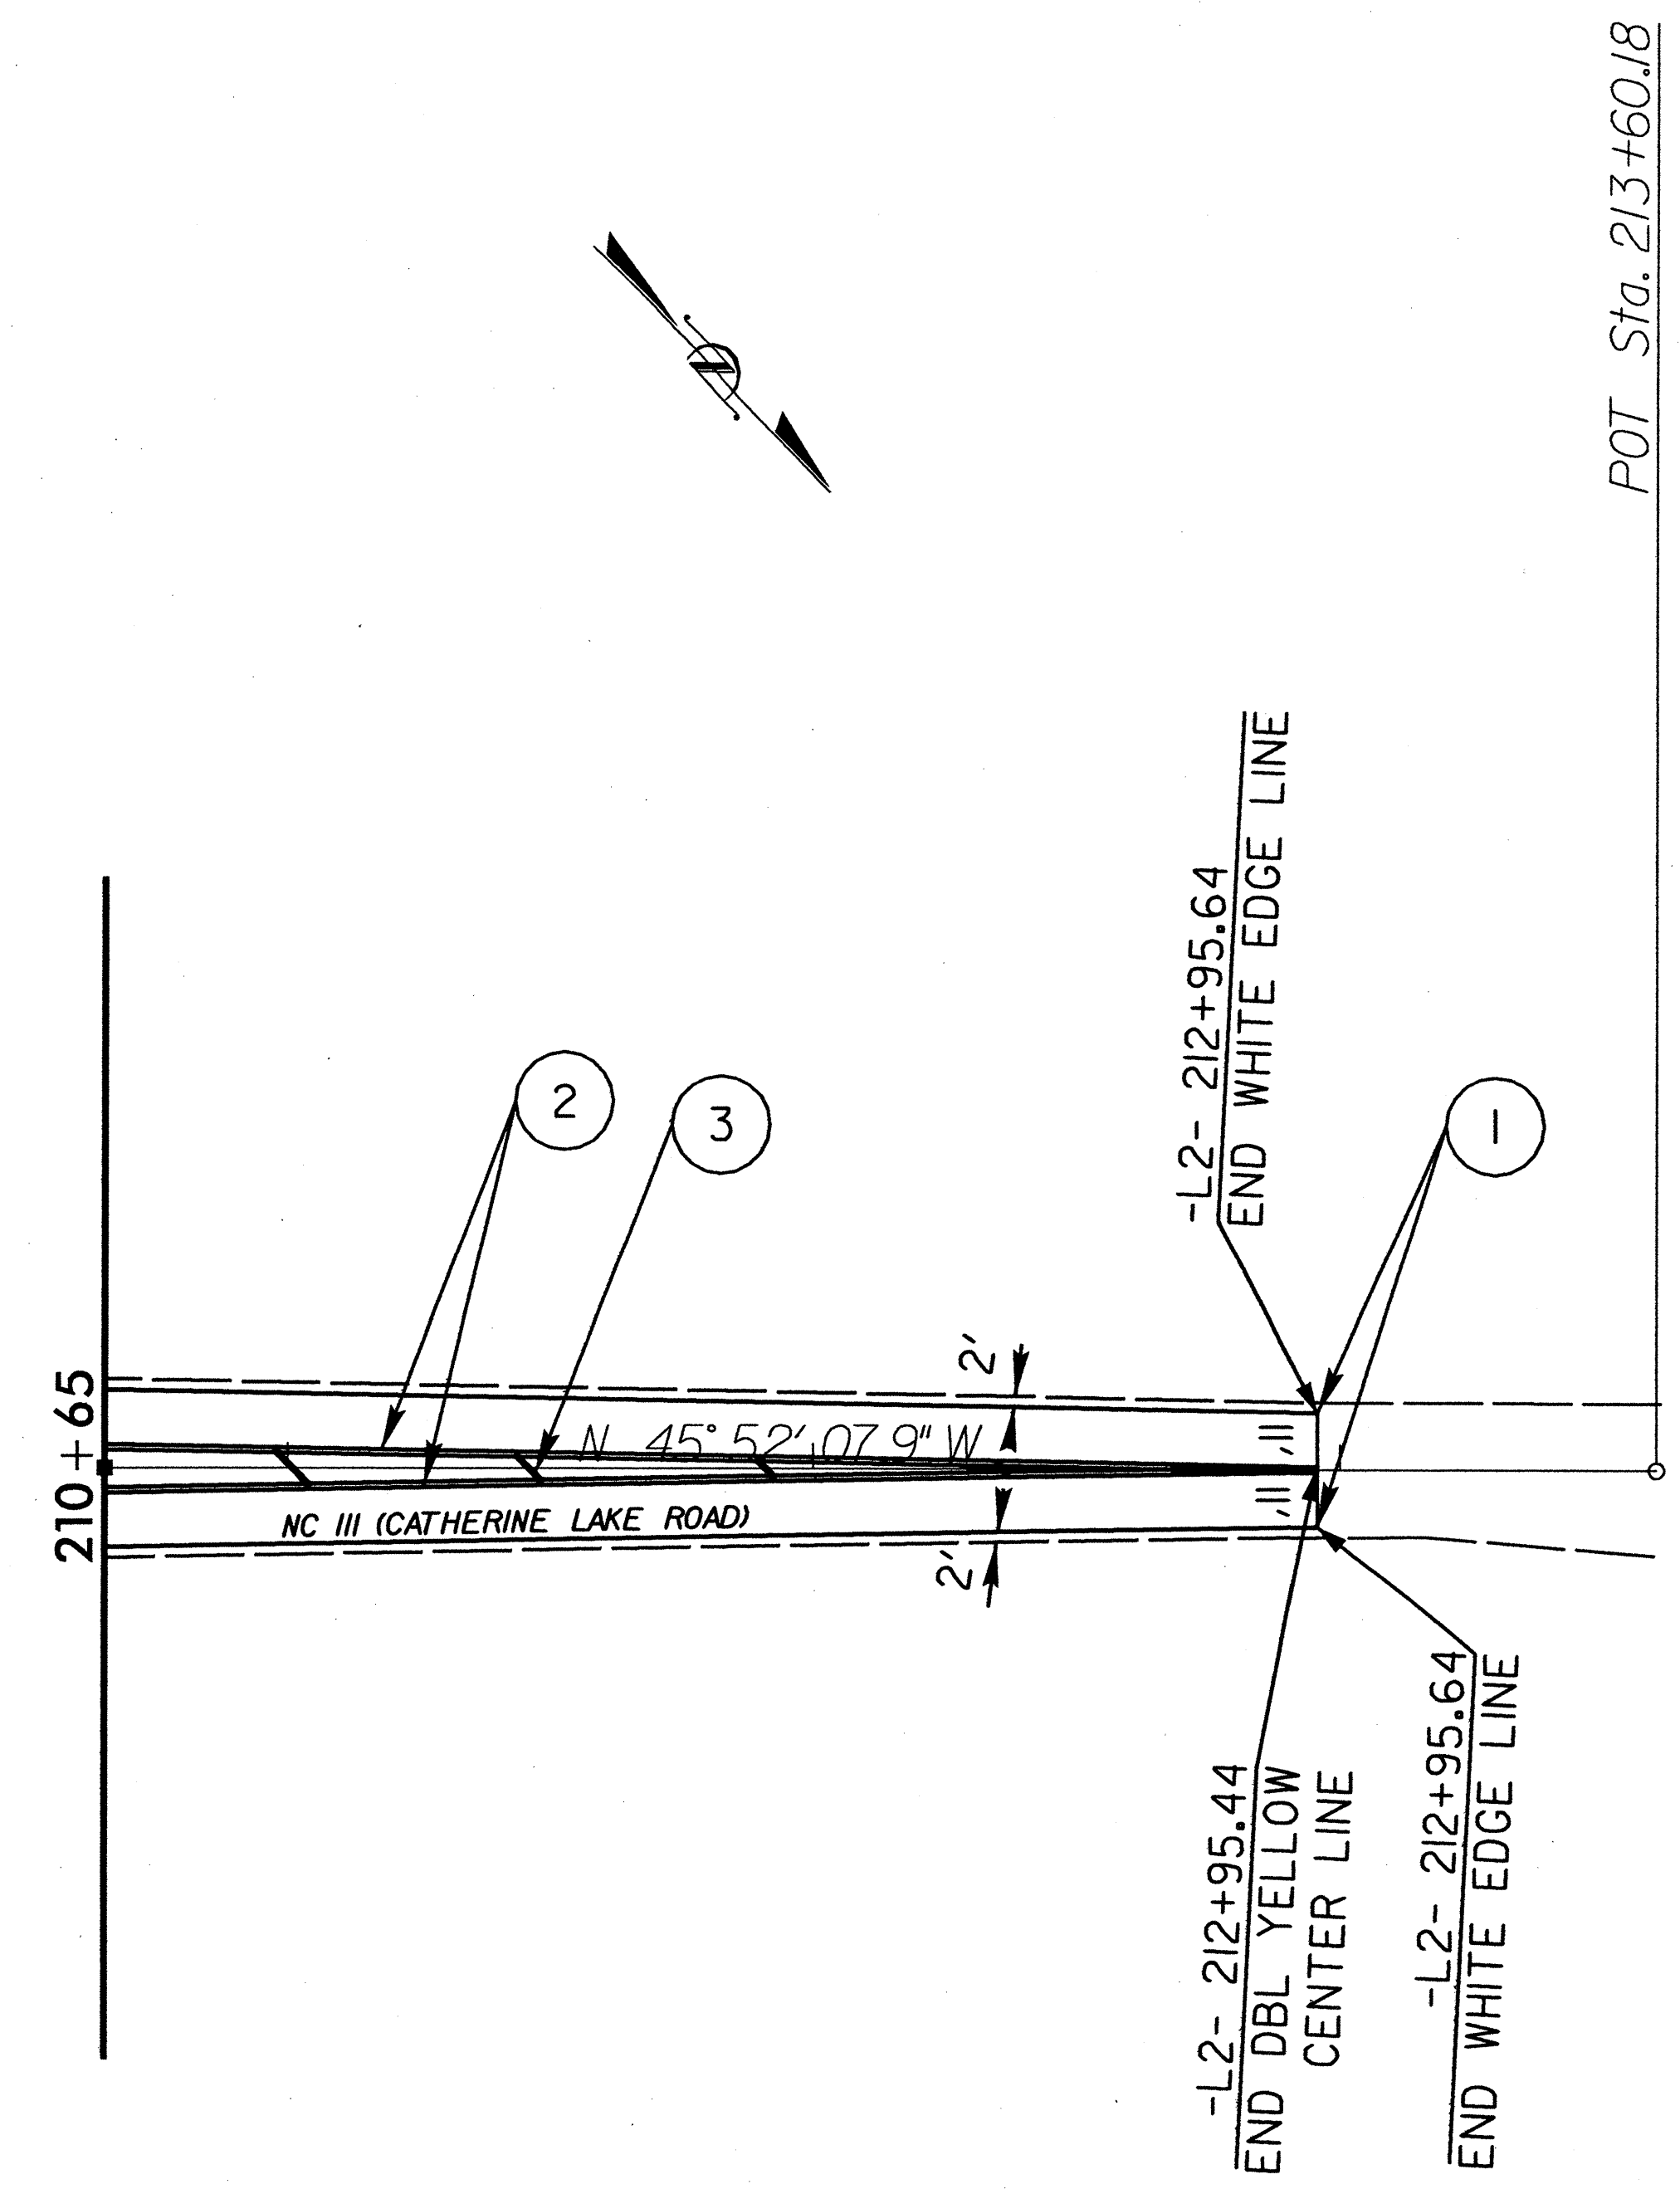 POT Sta. 213+60.18
210+65
2
3
-L2- 212+95.64
END WHITE EDGE LINE
1
2'
N 45° 52' 07.9" W
11'
11'
NC 111 (CATHERINE LAKE ROAD)
2'
-L2- 212+95.44
END DBL YELLOW
CENTER LINE
-L2- 212+95.64
END WHITE EDGE LINE